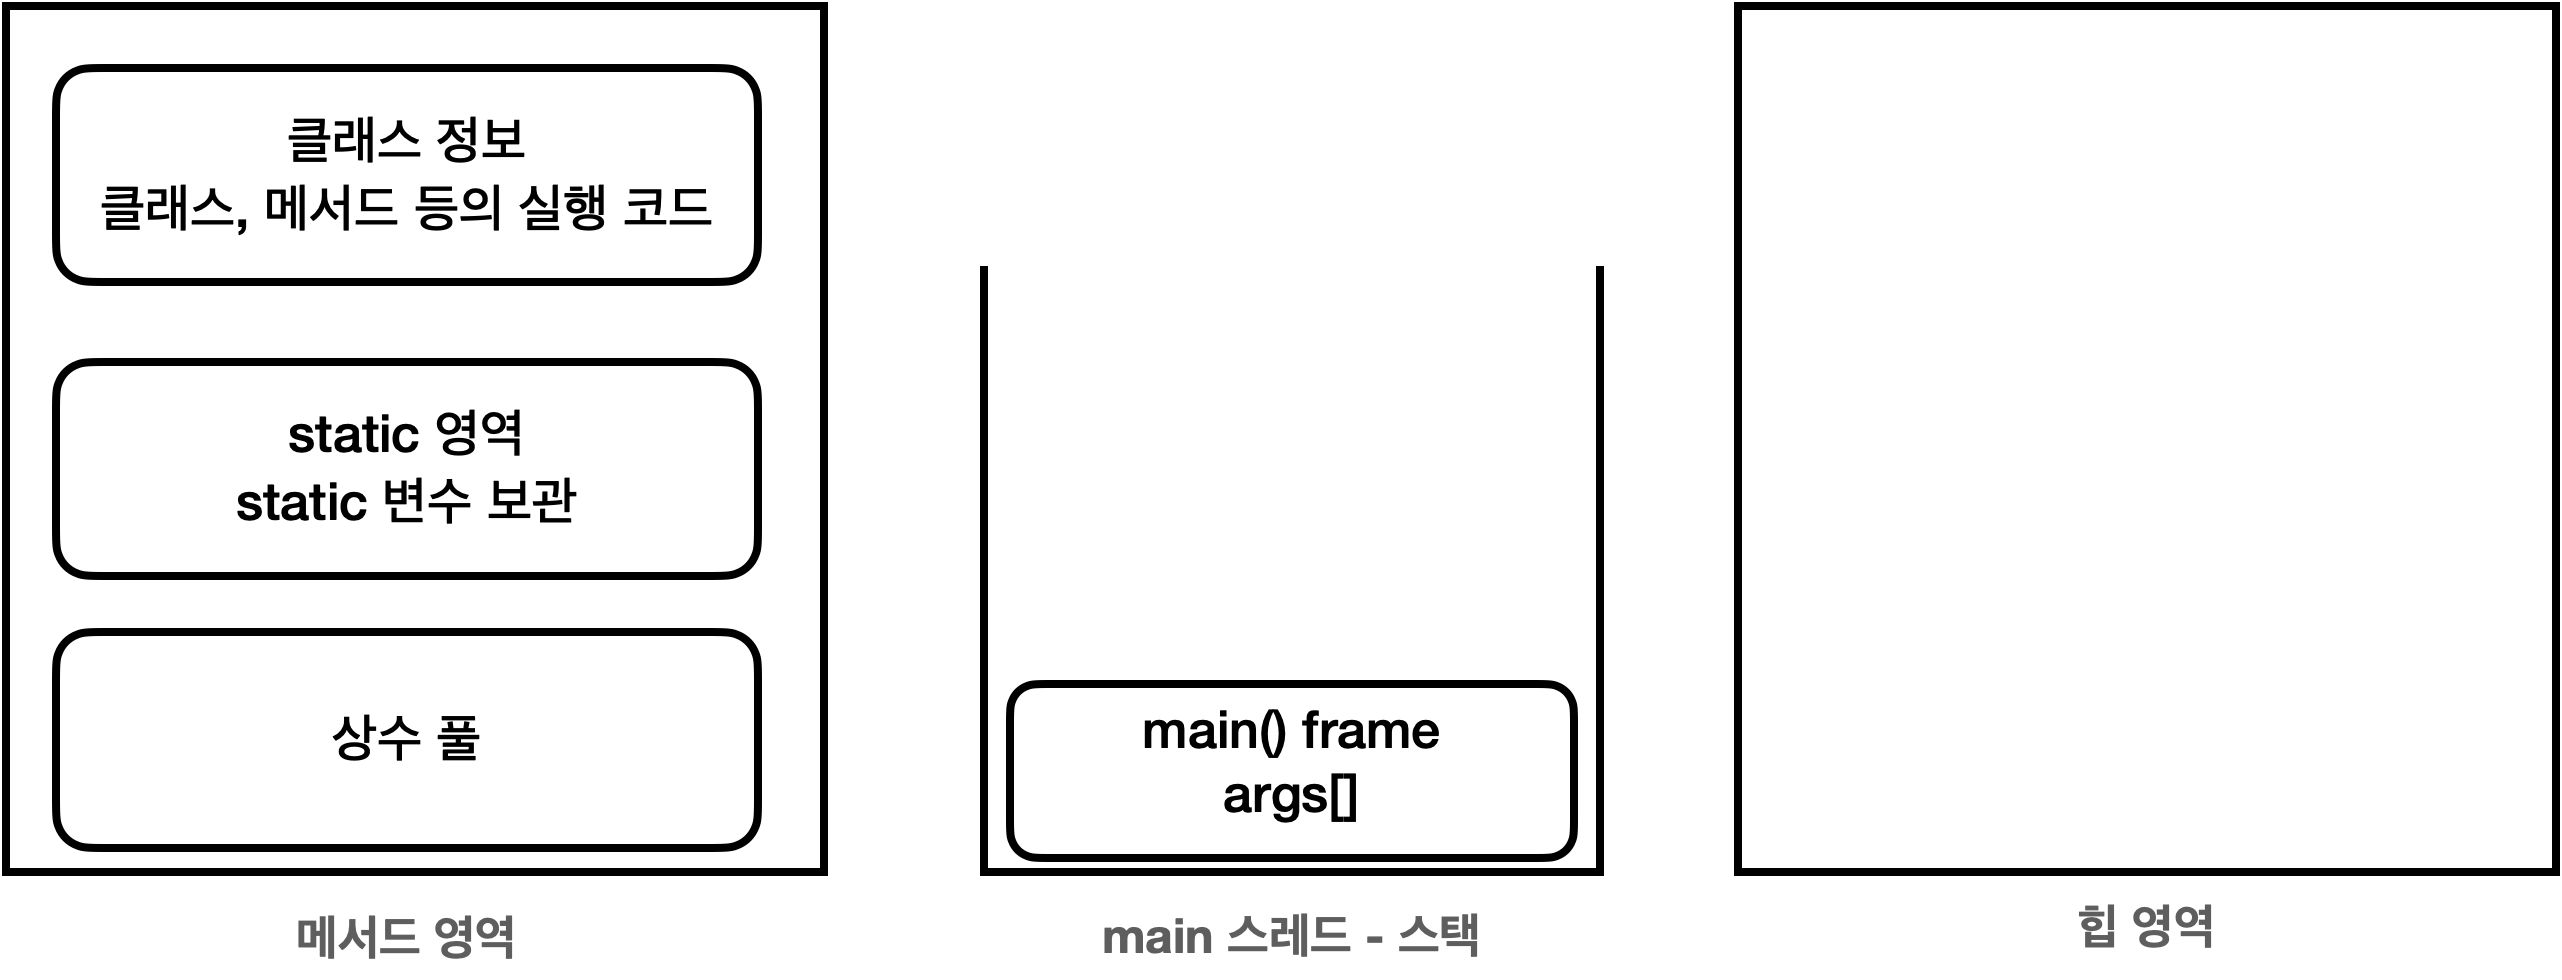 클래스 정보
클래스, 메서드 등의 실행 코드
static 영역
static 변수 보관
상수 풀
메서드 영역
main() frame
args[]
main 스레드 - 스택
힙 영역